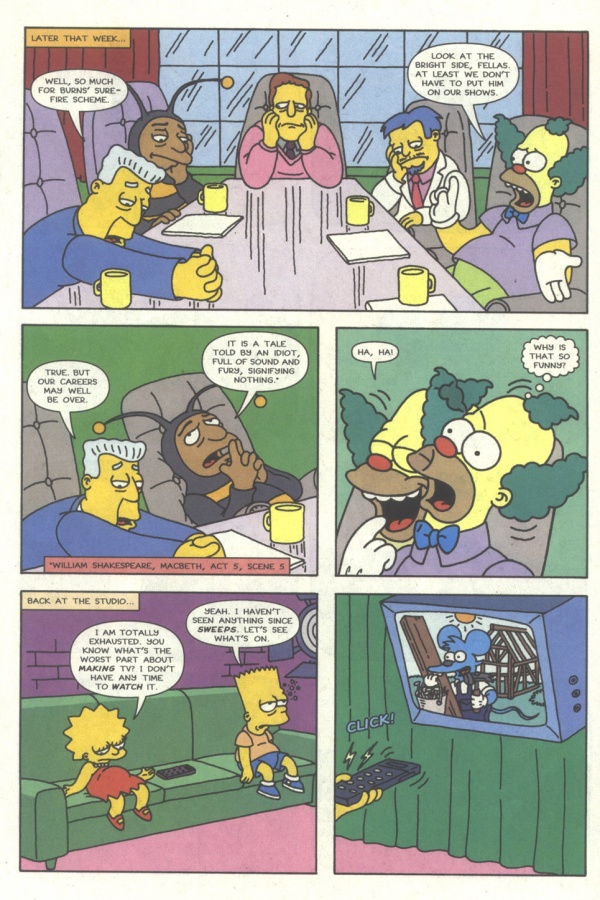 LATER THAT WEEK...
WELL, SO MUCH
FOR BURNS' SURE-
FIRE SCHEME.
LOOK AT THE
BRIGHT SIDE, FELLAS.
AT LEAST WE DON'T
HAVE TO PUT HIM
ON OUR SHOWS.
TRUE. BUT
OUR CAREERS
MAY WELL
BE OVER.
IT IS A TALE
TOLD BY AN IDIOT,
FULL OF SOUND AND
FURY, SIGNIFYING
NOTHING.*
*WILLIAM SHAKESPEARE, MACBETH, ACT 5, SCENE 5
HA, HA!
WHY IS
THAT SO
FUNNY?
BACK AT THE STUDIO...
I AM TOTALLY
EXHAUSTED. YOU
KNOW WHAT'S THE
WORST PART ABOUT
MAKING TV? I DON'T
HAVE ANY TIME
TO WATCH IT.
YEAH. I HAVEN'T
SEEN ANYTHING SINCE
SWEEPS. LET'S SEE
WHAT'S ON.
CLICK!